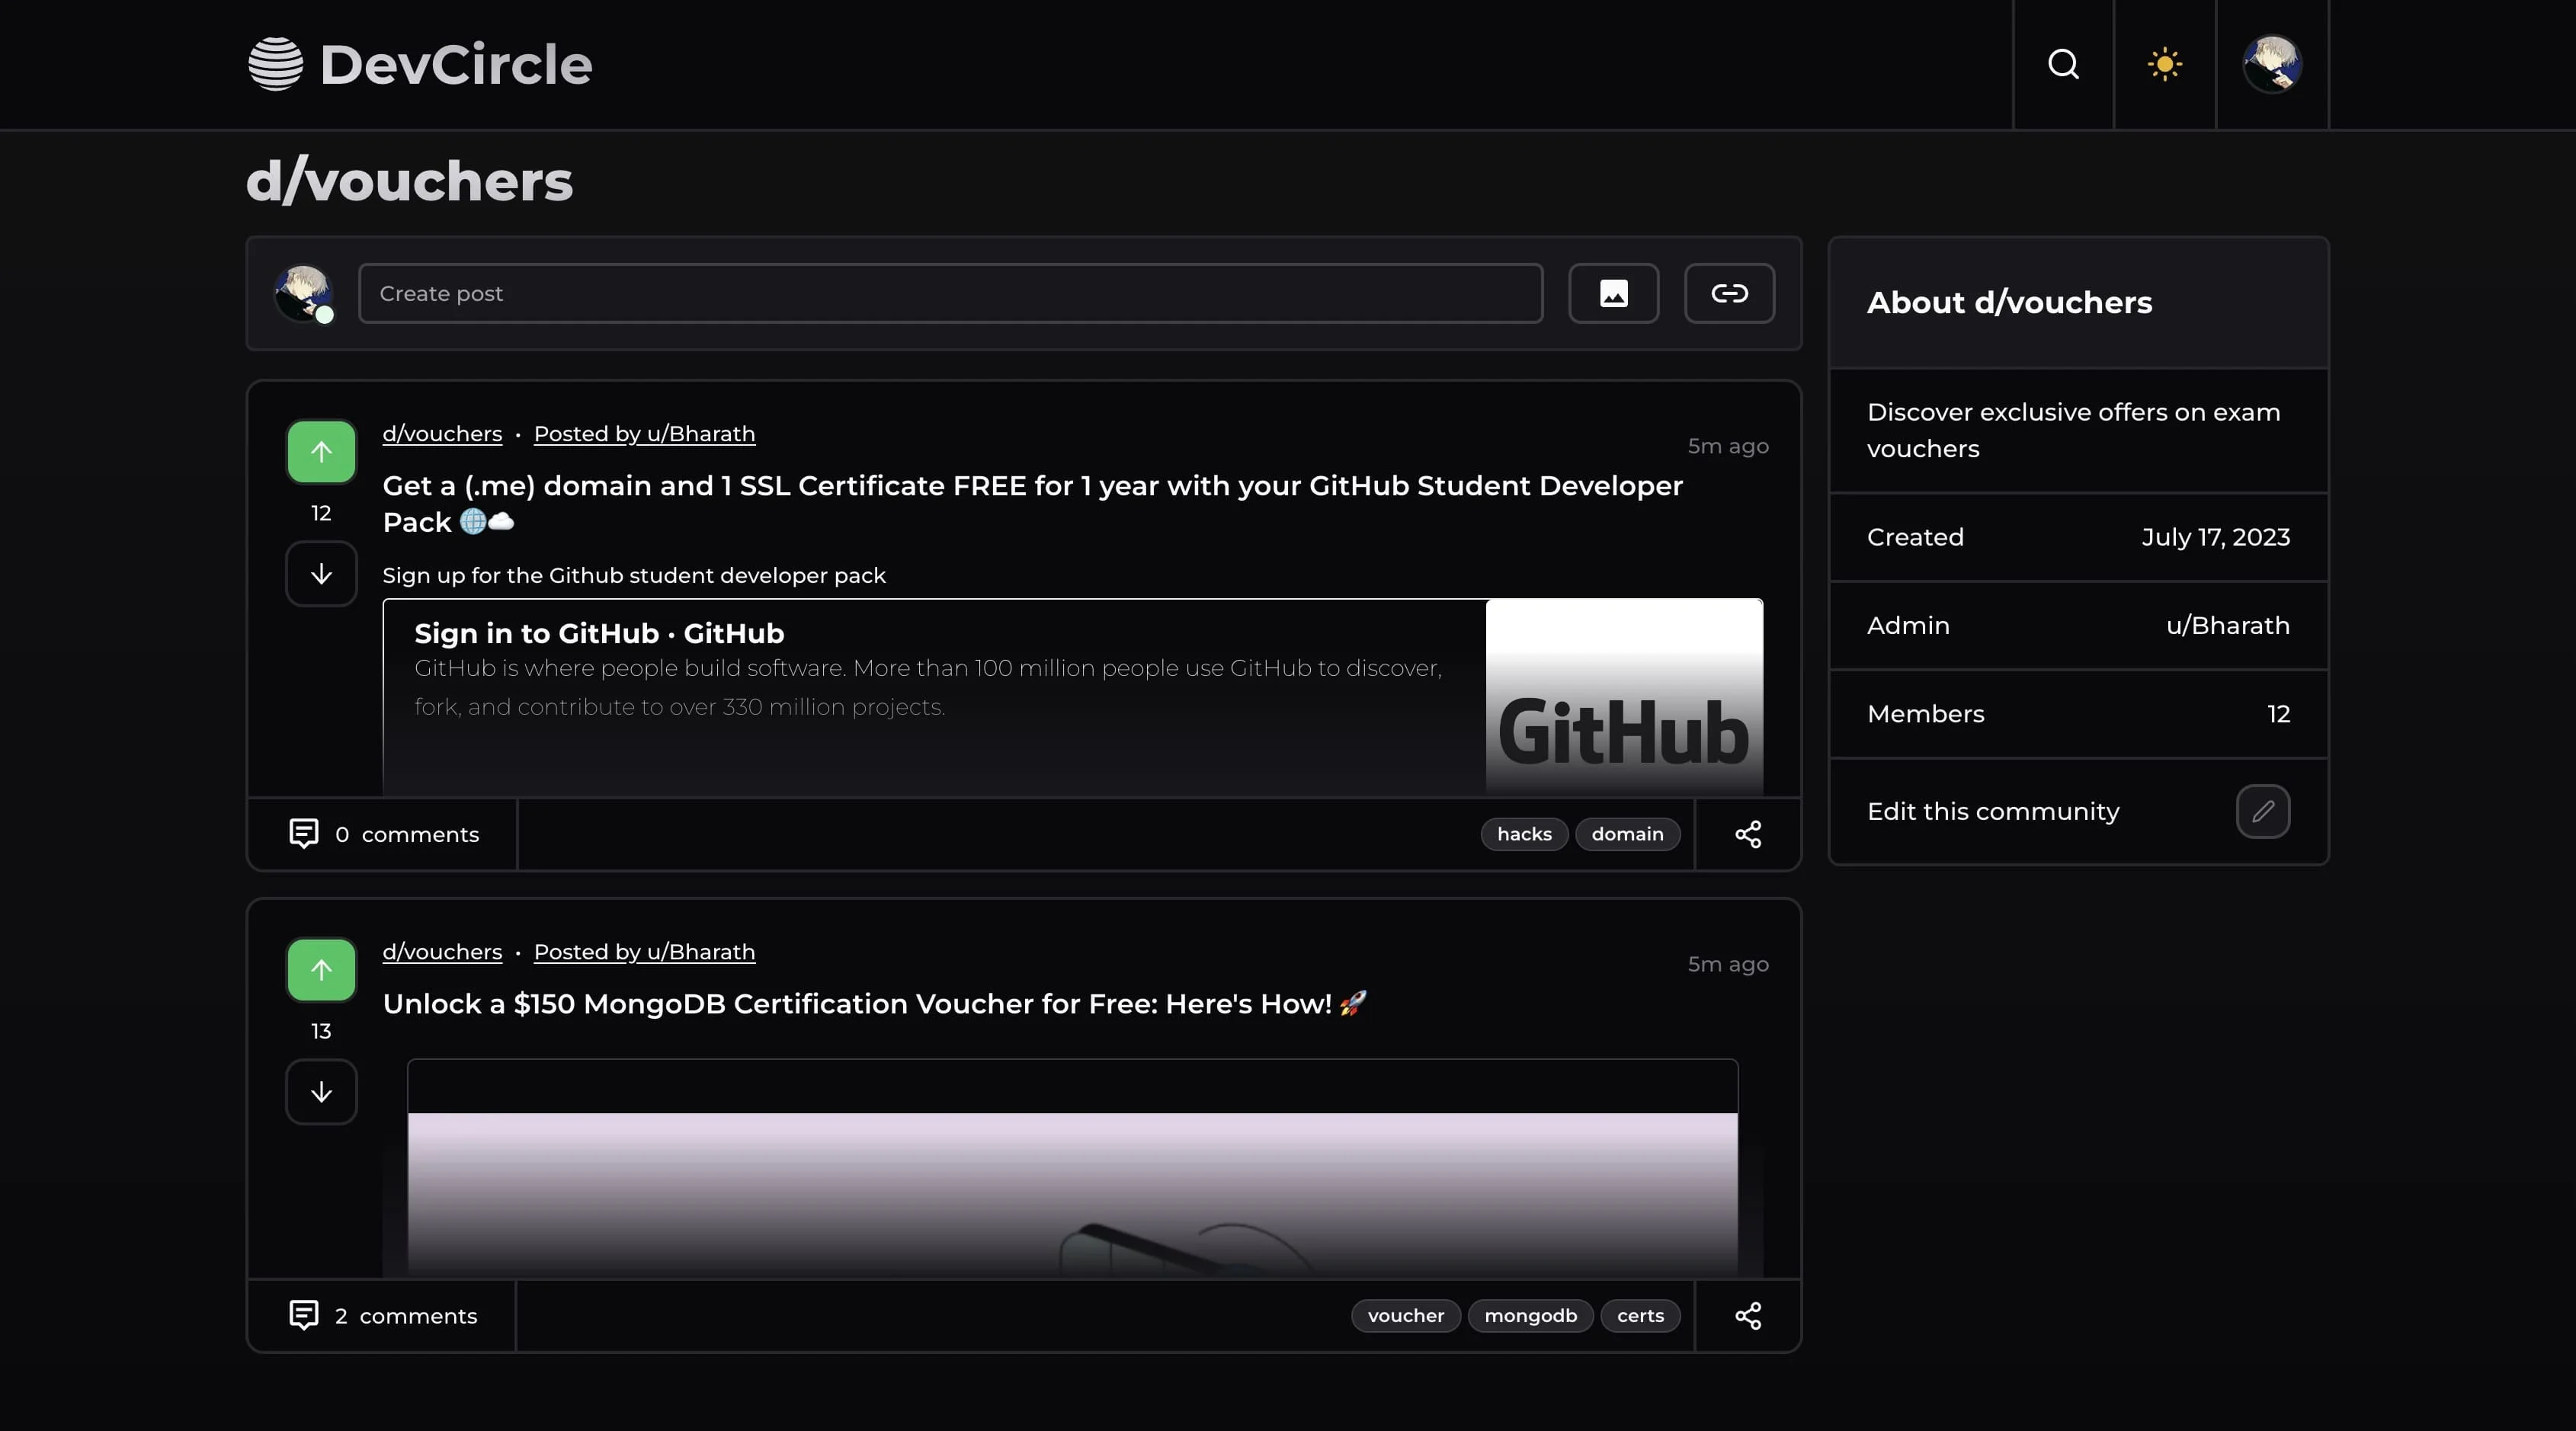 DevCircle
d/vouchers
Create post
d/vouchers • Posted by u/Bharath
5m ago
Get a (.me) domain and 1 SSL Certificate FREE for 1 year with your GitHub Student Developer
Pack 🌐☁️
12
Sign up for the Github student developer pack
Sign in to GitHub · GitHub
GitHub is where people build software. More than 100 million people use GitHub to discover,
fork, and contribute to over 330 million projects.
GitHub
0 comments
hacks domain
d/vouchers • Posted by u/Bharath
5m ago
Unlock a $150 MongoDB Certification Voucher for Free: Here's How! 🚀
13
2 comments
voucher mongodb certs
About d/vouchers
Discover exclusive offers on exam
vouchers
Created July 17, 2023
Admin u/Bharath
Members 12
Edit this community